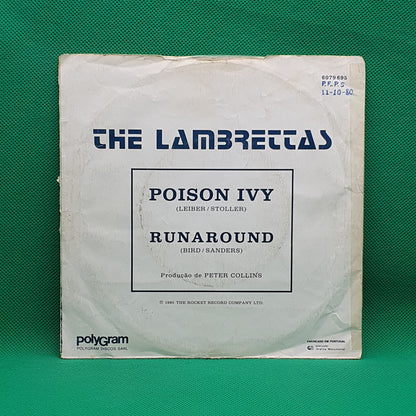 6079 695
P.F.P.S
11-10-80
THE LAMBRETTAS
POISON IVY
(LEIBER / STOLLER)
RUNAROUND
(BIRD / SANDERS)
Produção de PETER COLLINS
℗ 1980 THE ROCKET RECORD COMPANY LTD.
polyGram
POLYGRAM DISCOS SARL
FABRICADO EM PORTUGAL